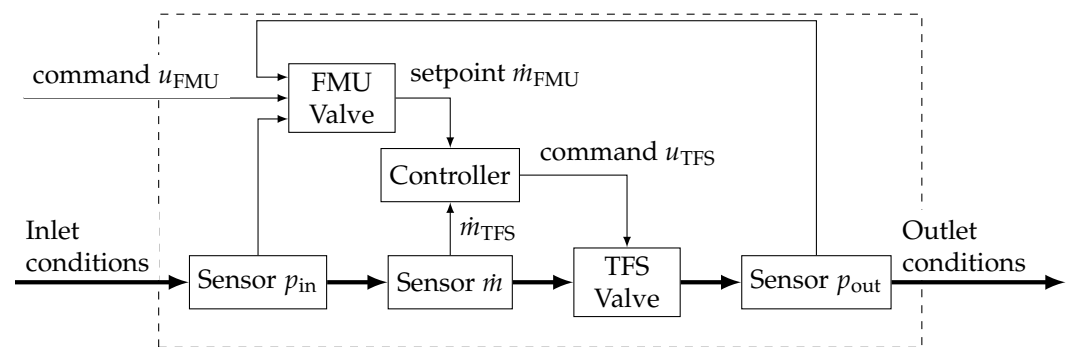 command u_FMU
FMU
Valve
setpoint ṁ_FMU
Controller
command u_TFS
ṁ_TFS
Inlet
conditions
Sensor p_in
Sensor ṁ
TFS
Valve
Sensor p_out
Outlet
conditions